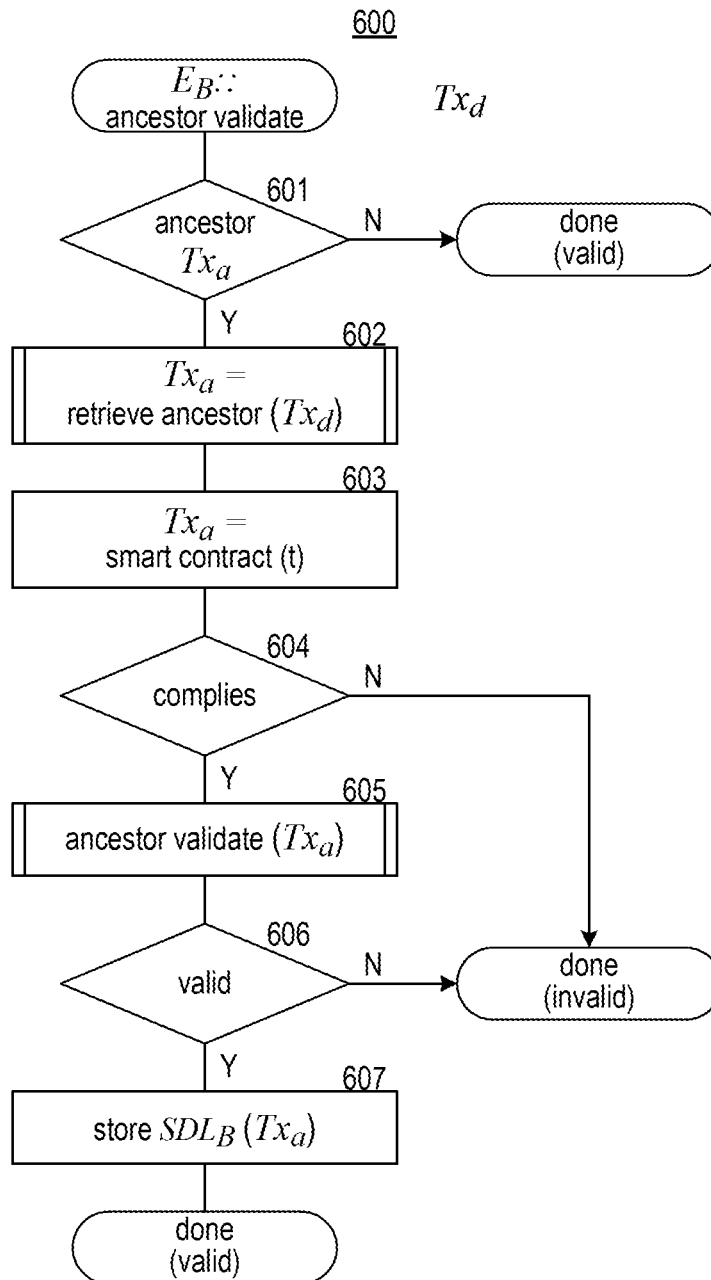 600
E_B::
ancestor validate
Tx_d
601
ancestor
Tx_a
N
done
(valid)
Y
602
Tx_a =
retrieve ancestor (Tx_d)
603
Tx_a =
smart contract (t)
604
complies
N
Y
605
ancestor validate (Tx_a)
606
valid
N
done
(invalid)
Y
607
store SDL_B (Tx_a)
done
(valid)